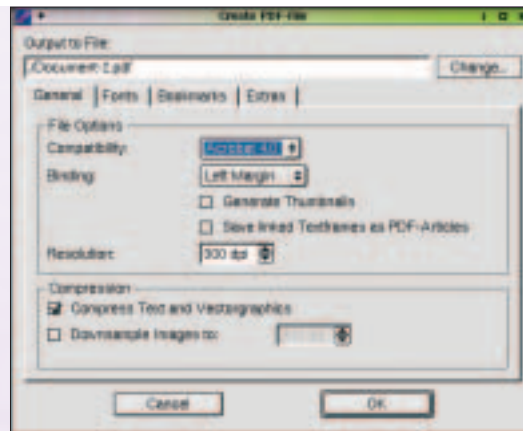 Create PDF-File
Output to File:
/Document-1.pdf Change...
General Fonts Bookmarks Extras
File Options
Compatibility: Acrobat 4.0
Binding: Left Margin
Generate Thumbnails
Save linked Textframes as PDF-Articles
Resolution: 300 dpi
Compression
Compress Text and Vectorgraphics
Downsample Images to:
Cancel OK